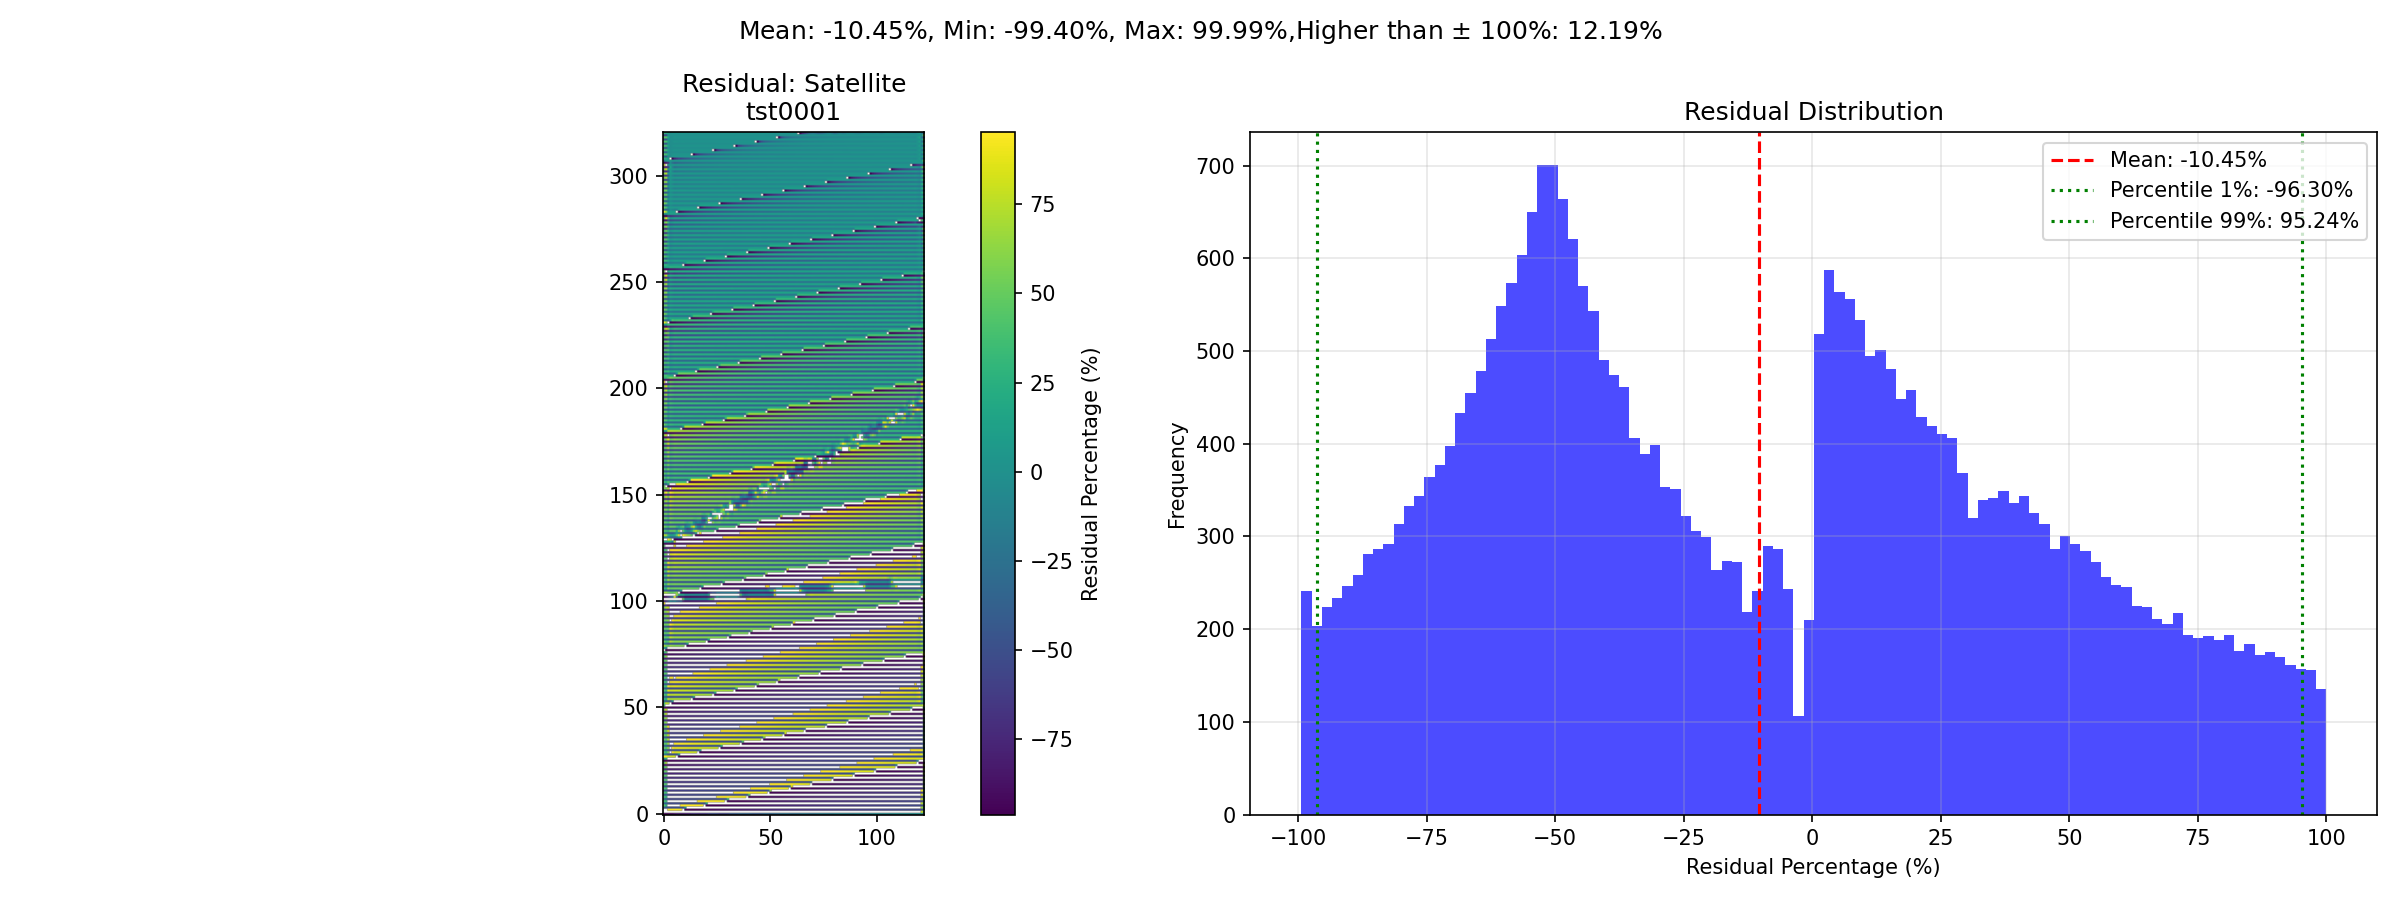 Mean: -10.45%, Min: -99.40%, Max: 99.99%,Higher than ± 100%: 12.19%
Residual: Satellite
tst0001
300
250
200
150
100
50
0
0 50 100
75
50
25
0
−25
−50
−75
Residual Percentage (%)
Residual Distribution
Mean: -10.45%
Percentile 1%: -96.30%
Percentile 99%: 95.24%
700
600
500
400
300
200
100
0
Frequency
−100 −75 −50 −25 0 25 50 75 100
Residual Percentage (%)